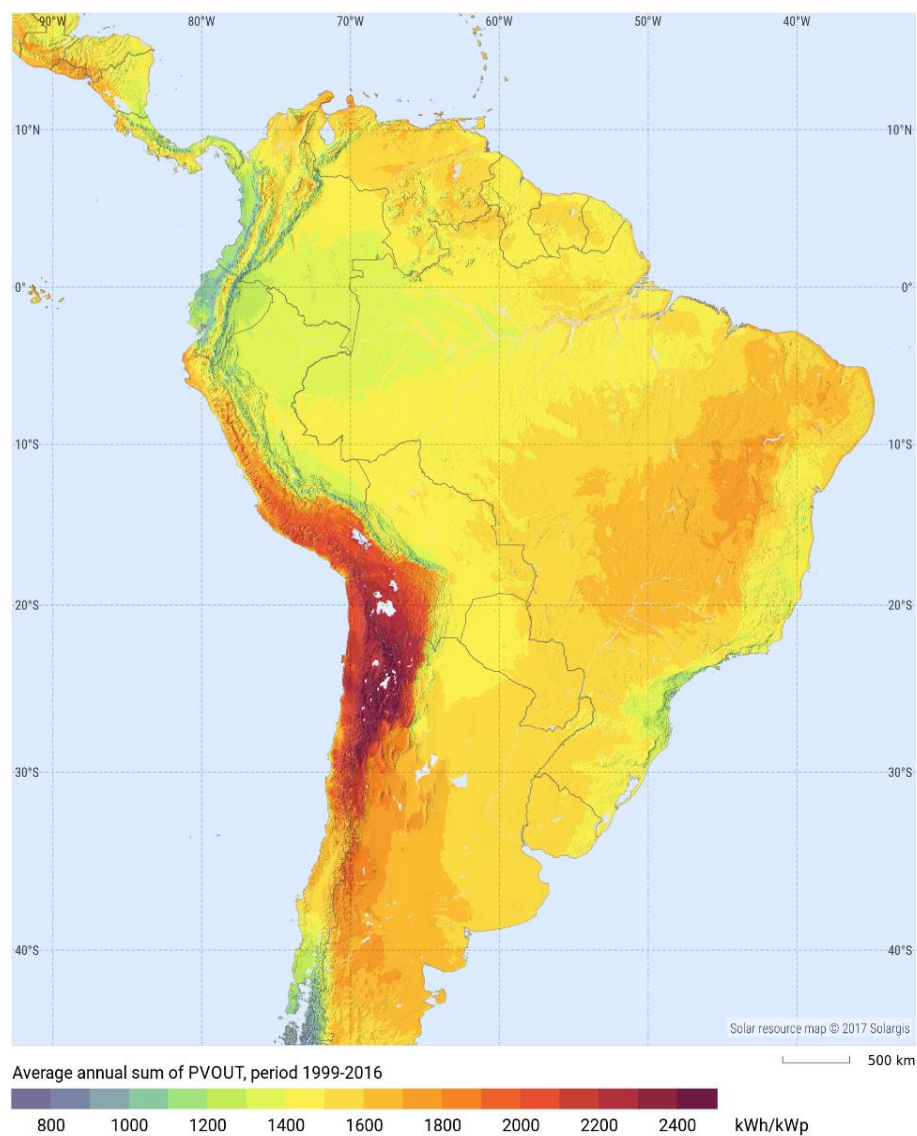 90°W 80°W 70°W 60°W 50°W 40°W
10°N 10°N
0° 0°
10°S 10°S
20°S 20°S
30°S 30°S
40°S 40°S
Solar resource map © 2017 Solargis
500 km
Average annual sum of PVOUT, period 1999-2016
800 1000 1200 1400 1600 1800 2000 2200 2400 kWh/kWp